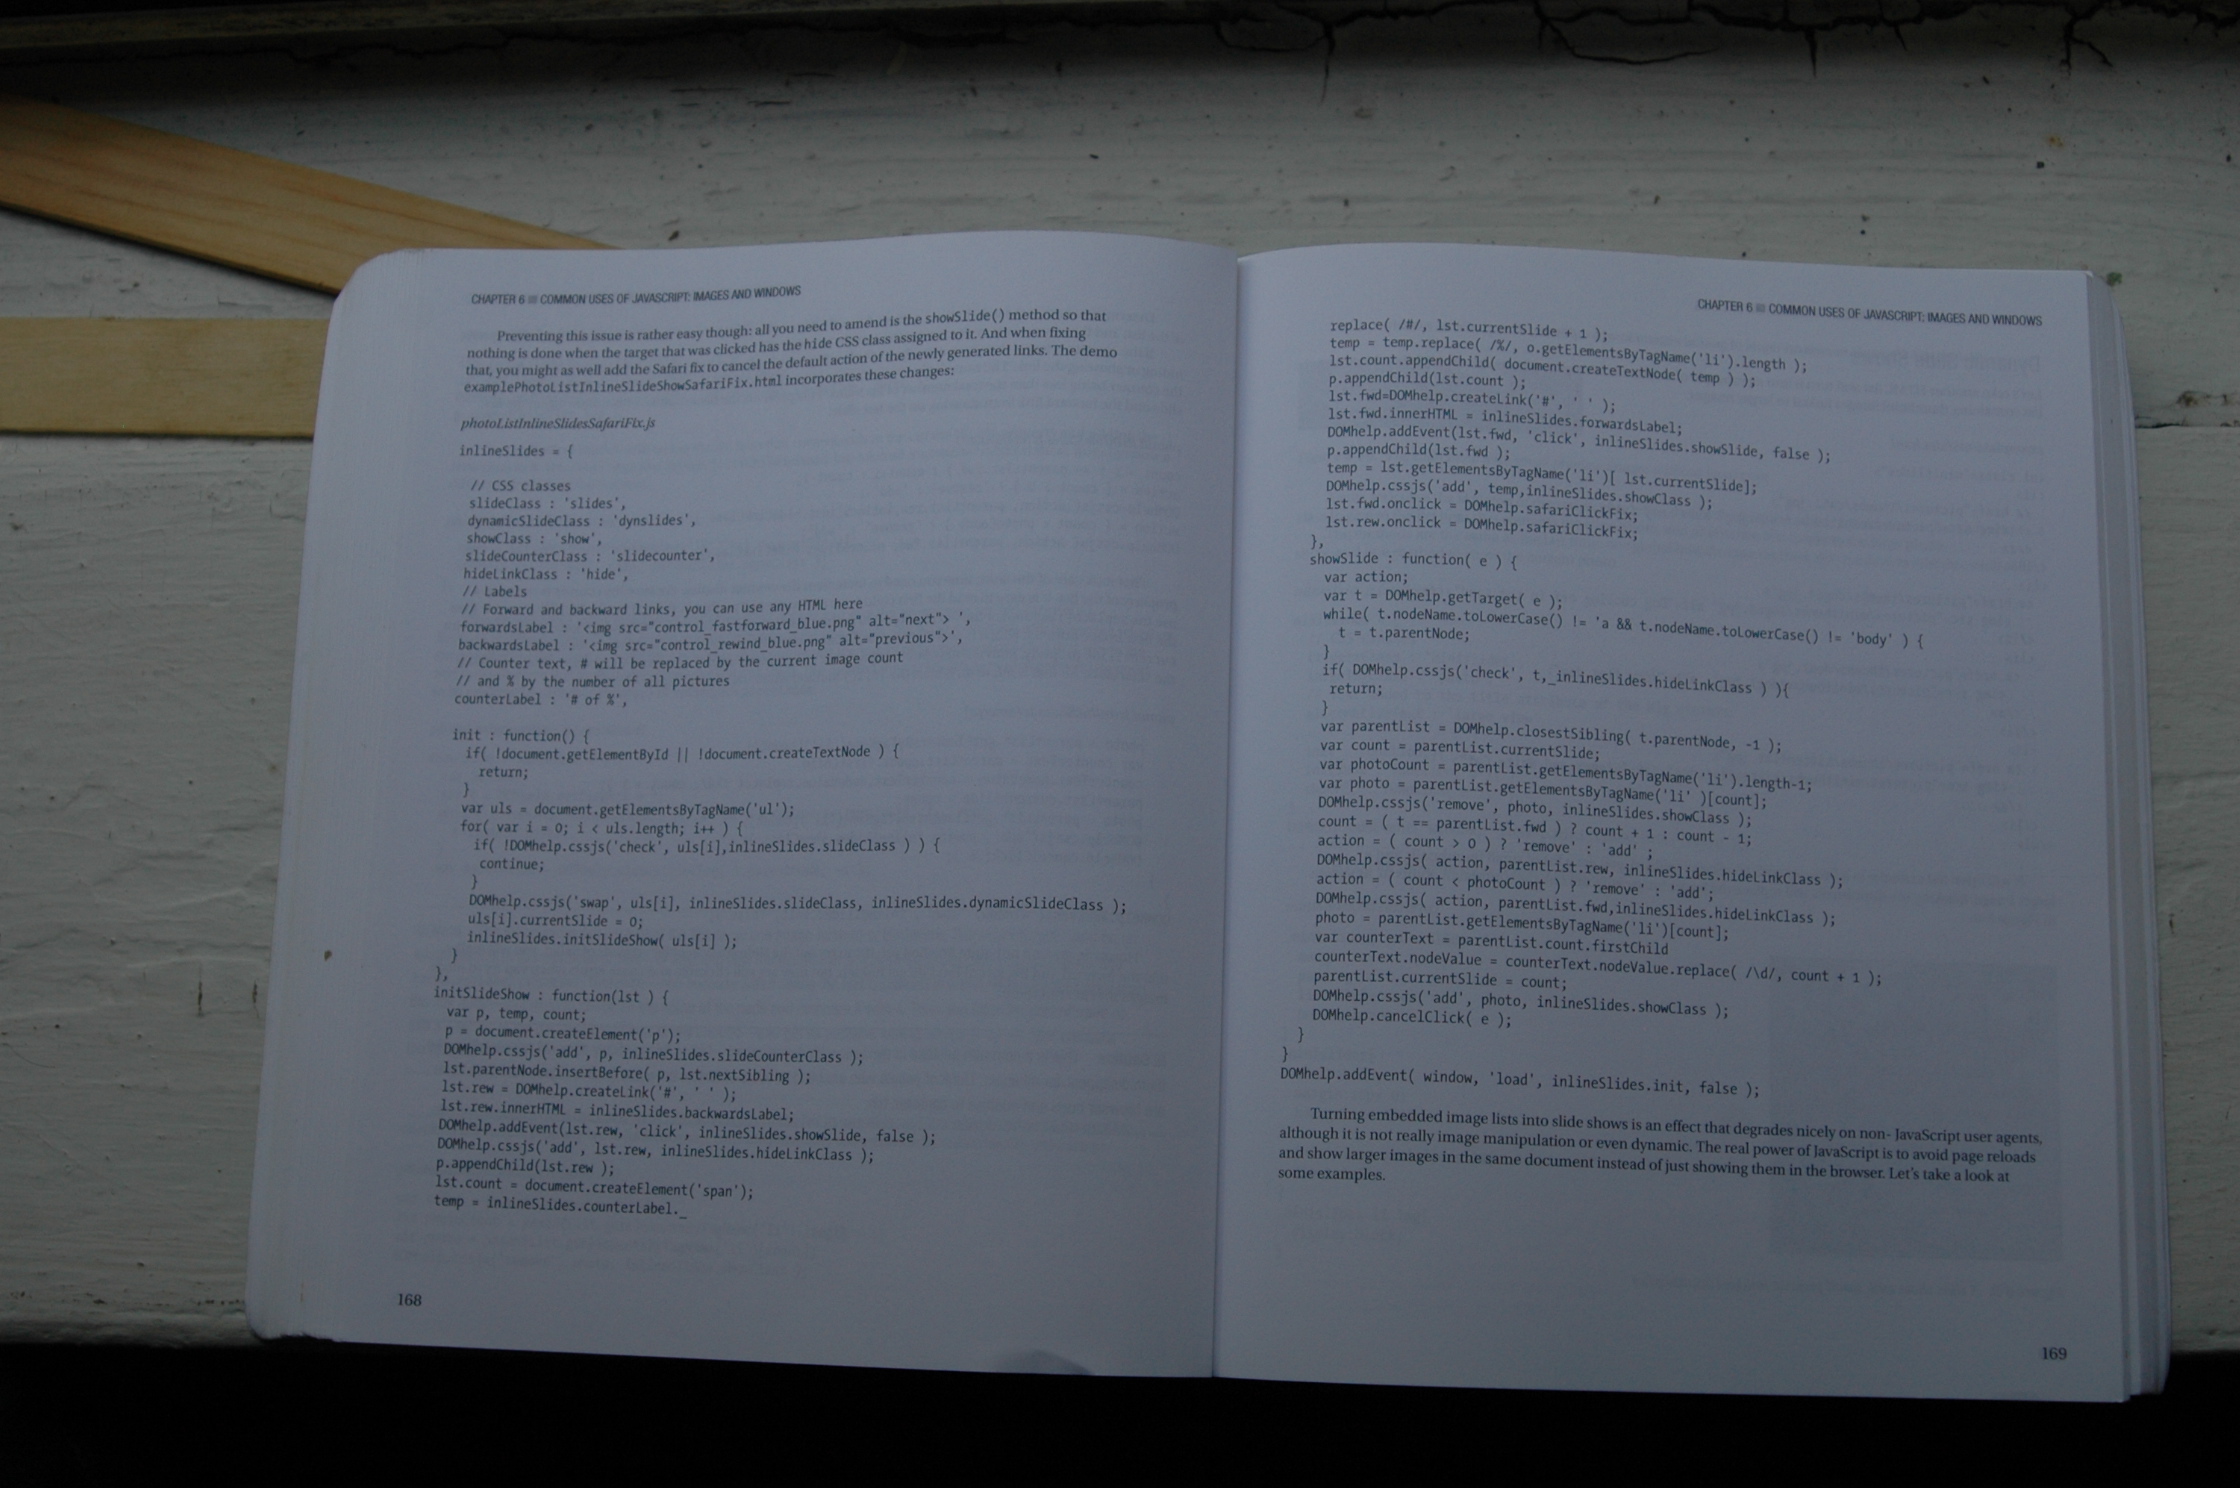 CHAPTER 6 ■ COMMON USES OF JAVASCRIPT: IMAGES AND WINDOWS
Preventing this issue is rather easy though: all you need to amend is the showSlide() method so that
nothing is done when the target that was clicked has the hide CSS class assigned to it. And when fixing
that, you might as well add the Safari fix to cancel the default action of the newly generated links. The demo
examplePhotoListInlineSlideShowSafariFix.html incorporates these changes:
photoListInlineSlidesSafariFix.js
inlineSlides = {
// CSS classes
slideClass : 'slides',
dynamicSlideClass : 'dynslides',
showClass : 'show',
slideCounterClass : 'slidecounter',
hideLinkClass : 'hide',
// Labels
// Forward and backward links, you can use any HTML here
forwardsLabel : '<img src="control_fastforward_blue.png" alt="next"> ',
backwardsLabel : '<img src="control_rewind_blue.png" alt="previous">',
// Counter text, # will be replaced by the current image count
// and % by the number of all pictures
counterLabel : '# of %',
init : function() {
if( !document.getElementById || !document.createTextNode ) {
return;
}
var uls = document.getElementsByTagName('ul');
for( var i = 0; i < uls.length; i++ ) {
if( !DOMhelp.cssjs('check', uls[i],inlineSlides.slideClass ) ) {
continue;
}
DOMhelp.cssjs('swap', uls[i], inlineSlides.slideClass, inlineSlides.dynamicSlideClass );
uls[i].currentSlide = 0;
inlineSlides.initSlideShow( uls[i] );
}
},
initSlideShow : function(lst ) {
var p, temp, count;
p = document.createElement('p');
DOMhelp.cssjs('add', p, inlineSlides.slideCounterClass );
lst.parentNode.insertBefore( p, lst.nextSibling );
lst.rew = DOMhelp.createLink('#', ' ' );
lst.rew.innerHTML = inlineSlides.backwardsLabel;
DOMhelp.addEvent(lst.rew, 'click', inlineSlides.showSlide, false );
DOMhelp.cssjs('add', lst.rew, inlineSlides.hideLinkClass );
p.appendChild(lst.rew );
lst.count = document.createElement('span');
temp = inlineSlides.counterLabel._
168
CHAPTER 6 ■ COMMON USES OF JAVASCRIPT: IMAGES AND WINDOWS
replace( /#/, lst.currentSlide + 1 );
temp = temp.replace( /%/, o.getElementsByTagName('li').length );
lst.count.appendChild( document.createTextNode( temp ) );
p.appendChild(lst.count );
lst.fwd=DOMhelp.createLink('#', ' ' );
lst.fwd.innerHTML = inlineSlides.forwardsLabel;
DOMhelp.addEvent(lst.fwd, 'click', inlineSlides.showSlide, false );
p.appendChild(lst.fwd );
temp = lst.getElementsByTagName('li')[ lst.currentSlide];
DOMhelp.cssjs('add', temp,inlineSlides.showClass );
lst.fwd.onclick = DOMhelp.safariClickFix;
lst.rew.onclick = DOMhelp.safariClickFix;
},
showSlide : function( e ) {
var action;
var t = DOMhelp.getTarget( e );
while( t.nodeName.toLowerCase() != 'a && t.nodeName.toLowerCase() != 'body' ) {
t = t.parentNode;
}
if( DOMhelp.cssjs('check', t,_inlineSlides.hideLinkClass ) ){
return;
}
var parentList = DOMhelp.closestSibling( t.parentNode, -1 );
var count = parentList.currentSlide;
var photoCount = parentList.getElementsByTagName('li').length-1;
var photo = parentList.getElementsByTagName('li' )[count];
DOMhelp.cssjs('remove', photo, inlineSlides.showClass );
count = ( t == parentList.fwd ) ? count + 1 : count - 1;
action = ( count > 0 ) ? 'remove' : 'add' ;
DOMhelp.cssjs( action, parentList.rew, inlineSlides.hideLinkClass );
action = ( count < photoCount ) ? 'remove' : 'add';
DOMhelp.cssjs( action, parentList.fwd,inlineSlides.hideLinkClass );
photo = parentList.getElementsByTagName('li')[count];
var counterText = parentList.count.firstChild
counterText.nodeValue = counterText.nodeValue.replace( /\d/, count + 1 );
parentList.currentSlide = count;
DOMhelp.cssjs('add', photo, inlineSlides.showClass );
DOMhelp.cancelClick( e );
}
}
DOMhelp.addEvent( window, 'load', inlineSlides.init, false );
Turning embedded image lists into slide shows is an effect that degrades nicely on non- JavaScript user agents,
although it is not really image manipulation or even dynamic. The real power of JavaScript is to avoid page reloads
and show larger images in the same document instead of just showing them in the browser. Let's take a look at
some examples.
169